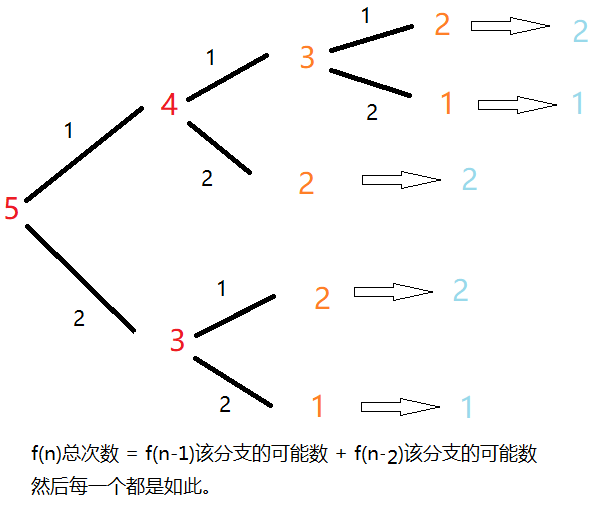 1 2 2
1 3
4 2 1 1
1
2 2 2
5
1 2 2
2
3
2 1 1
f(n)总次数 = f(n-1)该分支的可能数 + f(n-2)该分支的可能数
然后每一个都是如此。